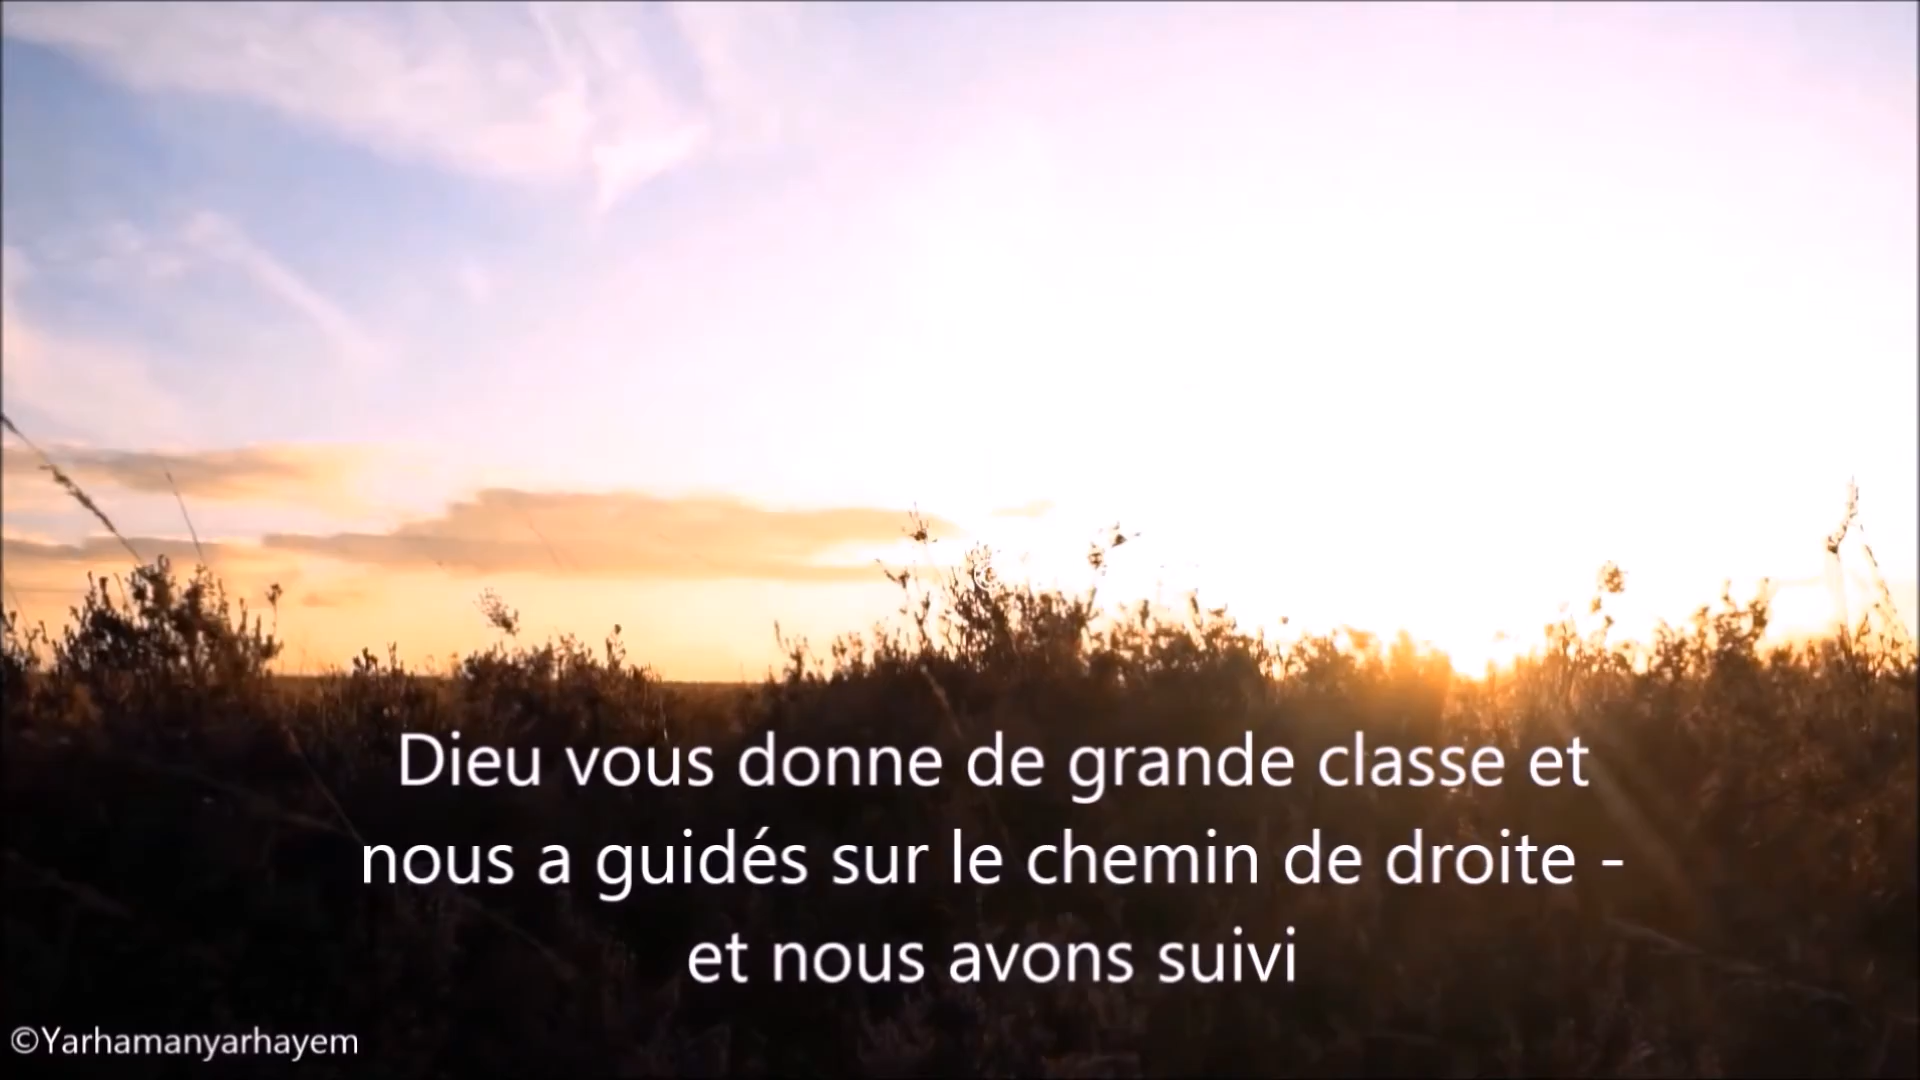 Dieu vous donne de grande classe et
nous a guidés sur le chemin de droite -
et nous avons suivi
©Yarhamanyarhayem